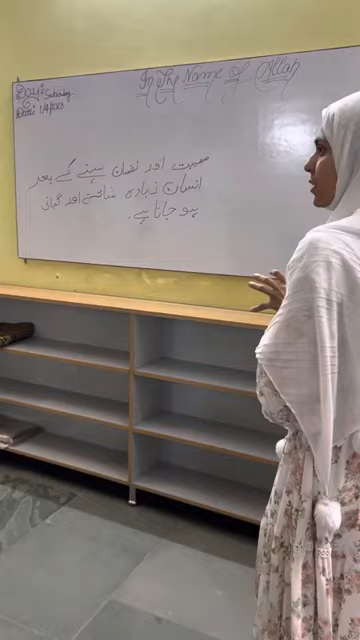 In The Name Of Allah
Day: Saturday
Date: 1/4/2023
مصیبت اور نقصان سہنے کے بعد
انسان زیادہ شائستہ اور گیانی
ہو جاتا ہے۔